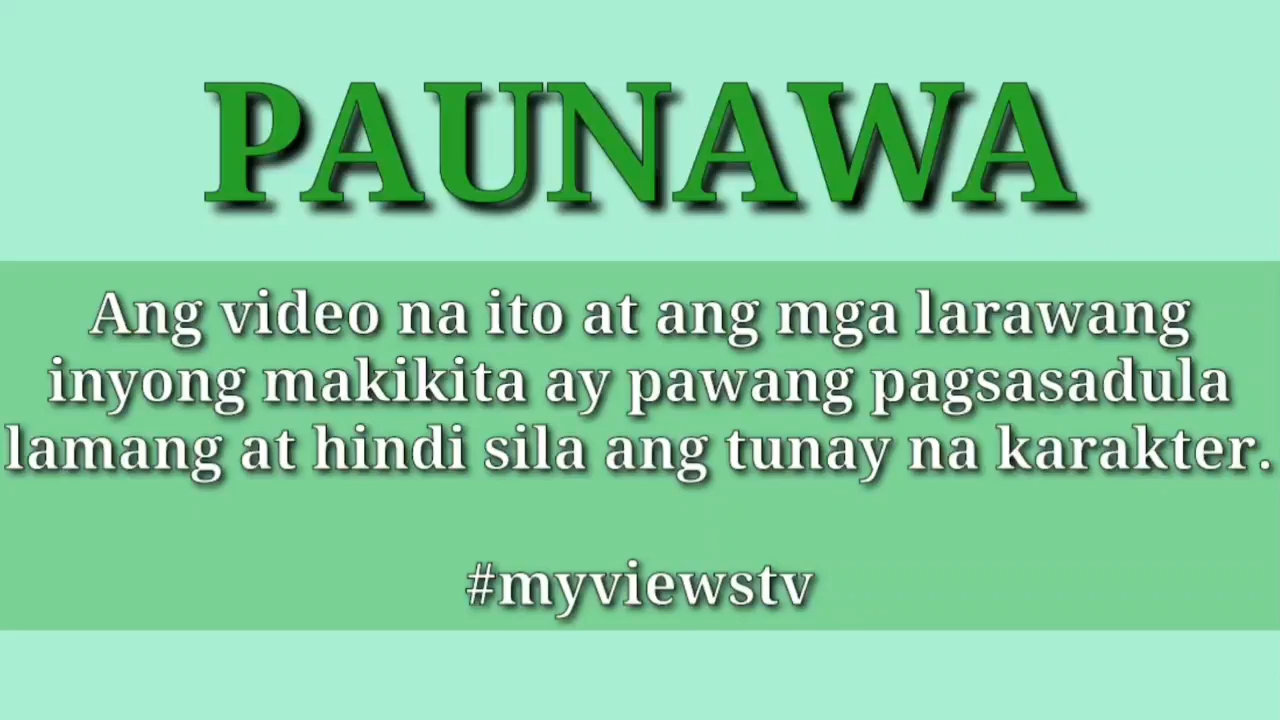 PAUNAWA
Ang video na ito at ang mga larawang
inyong makikita ay pawang pagsasadula
lamang at hindi sila ang tunay na karakter.
#myviewstv